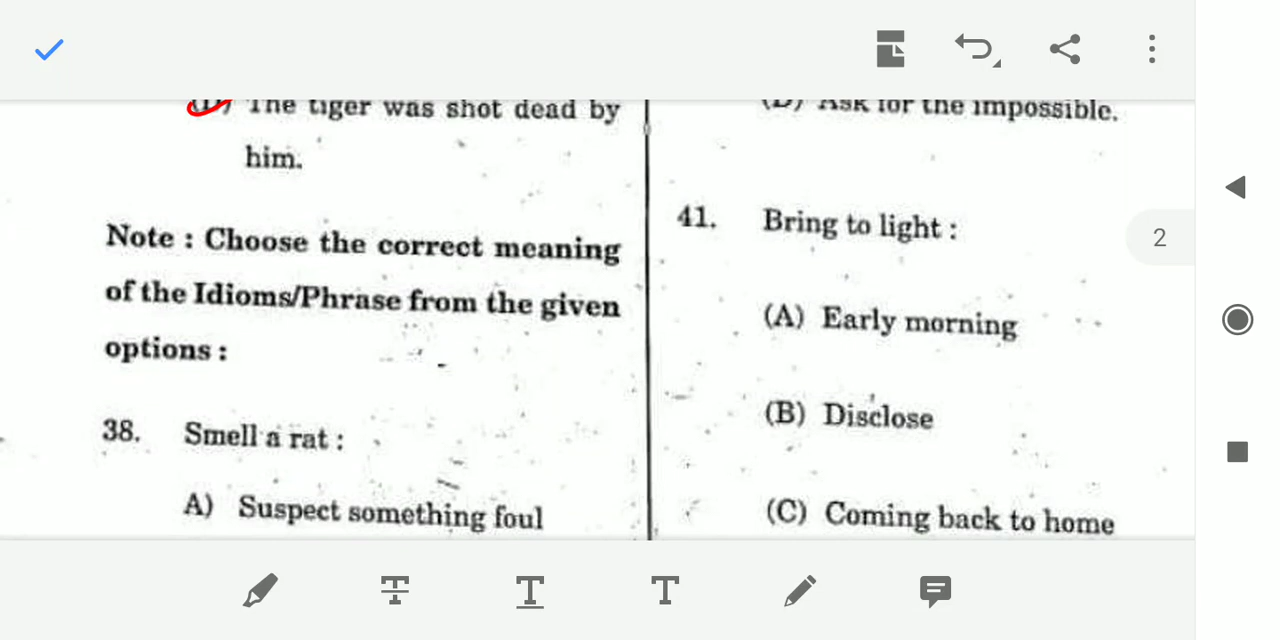 (D) The tiger was shot dead by
him.
Note : Choose the correct meaning
of the Idioms/Phrase from the given
options :
38. Smell a rat :
A) Suspect something foul
(D) Ask for the impossible.
41. Bring to light :
(A) Early morning
(B) Disclose
(C) Coming back to home
2
T
T
T